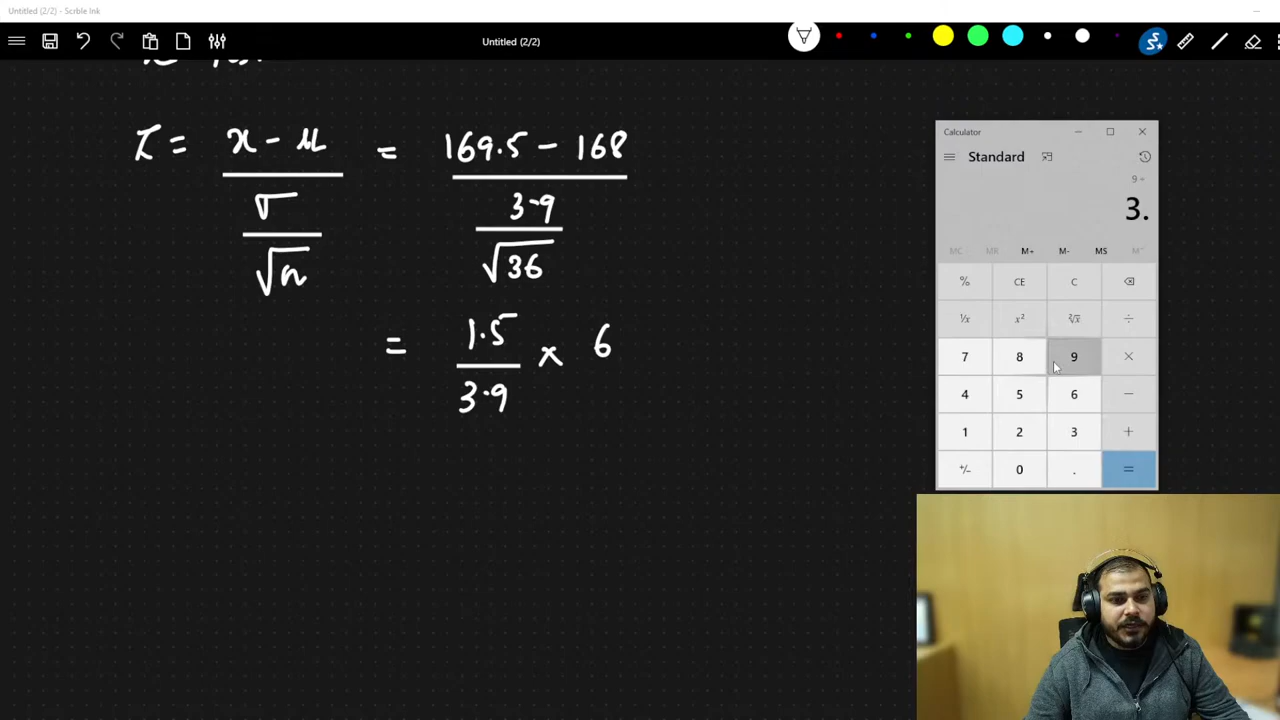 Untitled (2/2) - Scrble Ink
Untitled (2/2)
Z = x - μ / σ / √n = 169.5 - 168 / 3.9 / √36
= 1.5 / 3.9 × 6
Calculator
Standard
9 ÷
3.
MC MR M+ M- MS M˅
% CE C ⌫
¹/x x² ²√x ÷
7 8 9 ×
4 5 6 −
1 2 3 +
+/− 0 . =